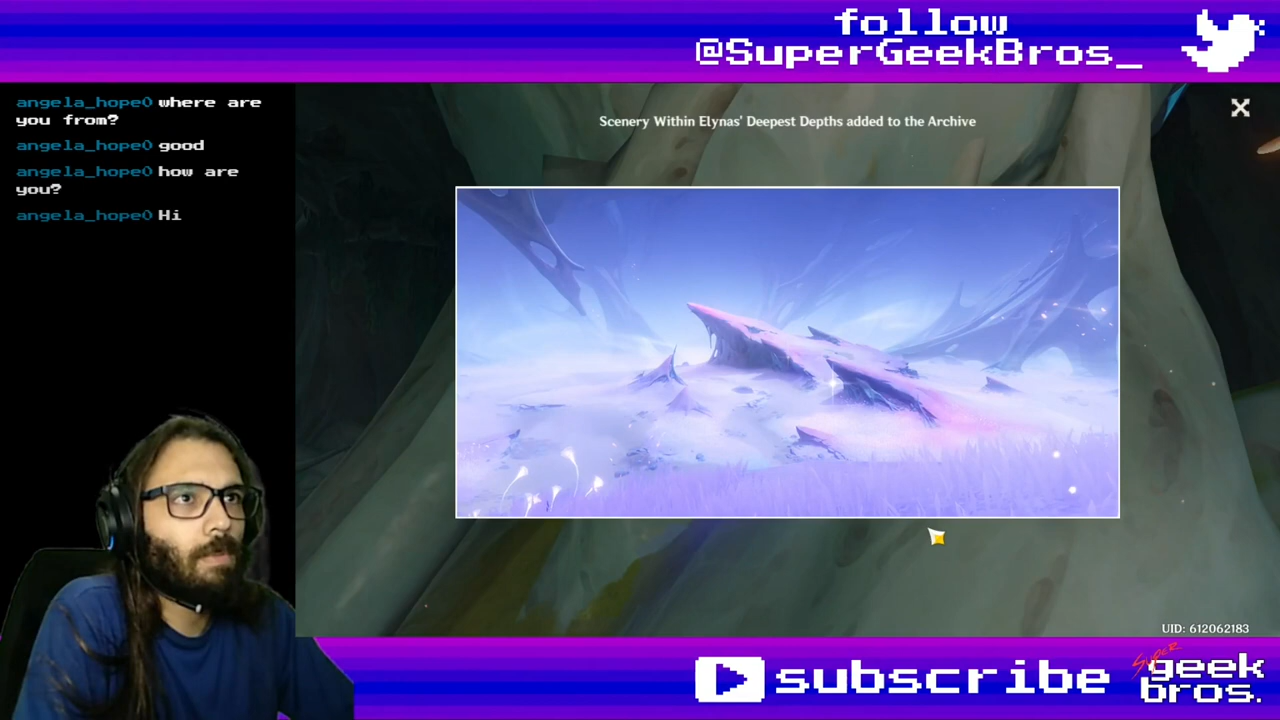 follow
@SuperGeekBros_
angela_hope0 where are
you from?
angela_hope0 good
angela_hope0 how are
you?
angela_hope0 Hi
Scenery Within Elynas' Deepest Depths added to the Archive
UID: 612062183
subscribe
Super
geek
bros.